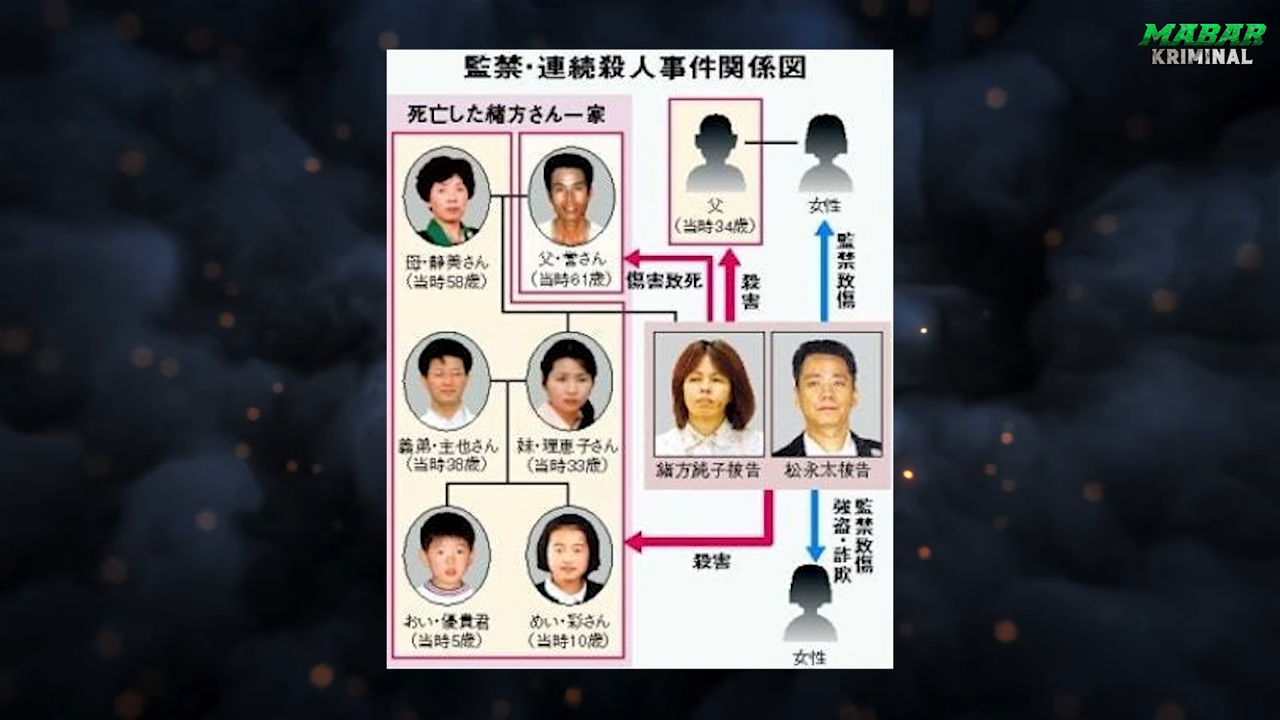 MABAR
KRIMINAL
監禁・連続殺人事件関係図
死亡した緒方さん一家
母・静美さん
(当時58歳)
父・誉さん
(当時61歳)
父
(当時34歳)
女性
傷害致死
殺害
監禁致傷
義弟・主也さん
(当時38歳)
妹・理恵子さん
(当時33歳)
緒方純子被告
松永太被告
おい・優貴君
(当時5歳)
めい・彩さん
(当時10歳)
殺害
監禁致傷
強盗・詐欺
女性